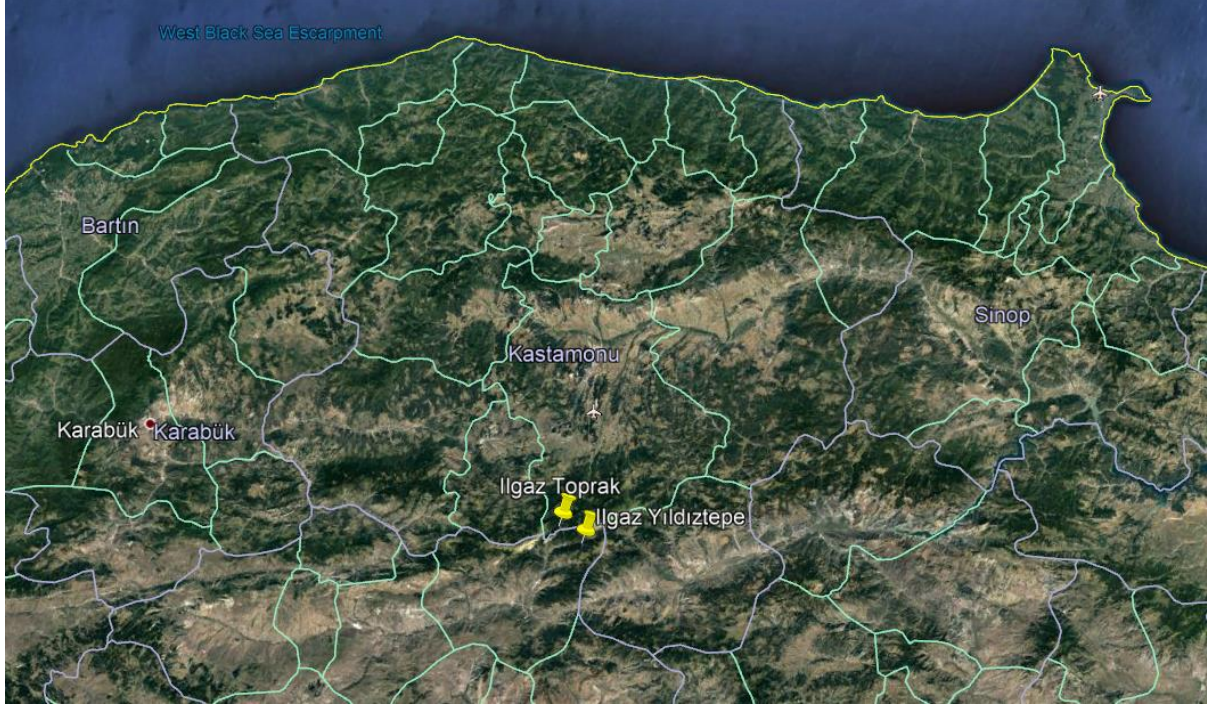 West Black Sea Escarpment
Bartın
Sinop
Kastamonu
Karabük
Karabük
Ilgaz Toprak
Ilgaz Yıldıztepe